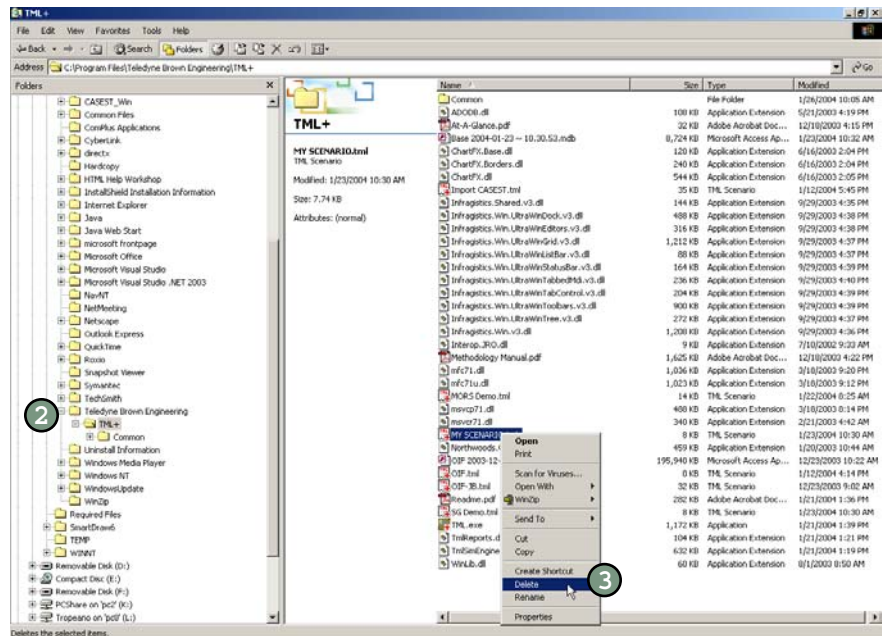 TML+
File Edit View Favorites Tools Help
Back Search Folders
Address C:\Program Files\Teledyne Brown Engineering\TML+ Go
Folders
CASEST_Win
Common Files
ComPlus Applications
CyberLink
directx
Hardcopy
HTML Help Workshop
InstallShield Installation Information
Internet Explorer
Java
Java Web Start
microsoft frontpage
Microsoft Office
Microsoft Visual Studio
Microsoft Visual Studio .NET 2003
NavNT
NetMeeting
Netscape
Outlook Express
QuickTime
Roxio
Snapshot Viewer
Symantec
TechSmith
2
Teledyne Brown Engineering
TML+
Common
Uninstall Information
Windows Media Player
Windows NT
WindowsUpdate
WinZip
Required Files
SmartDraw6
TEMP
WINNT
Removable Disk (D:)
Compact Disc (E:)
Removable Disk (F:)
PCShare on 'pc2' (K:)
Tropeano on 'pc0' (L:)
TML+
MY SCENARIO.tml
TML Scenario
Modified: 1/23/2004 10:30 AM
Size: 7.74 KB
Attributes: (normal)
Name Size Type Modified
Common File Folder 1/26/2004 10:05 AM
ADODB.dll 108 KB Application Extension 5/21/2003 4:19 PM
At-A-Glance.pdf 32 KB Adobe Acrobat Doc... 12/18/2003 4:15 PM
Base 2004-01-23 ~ 10.30.53.mdb 8,724 KB Microsoft Access Ap... 1/23/2004 10:32 AM
ChartFX.Base.dll 128 KB Application Extension 6/16/2003 2:04 PM
ChartFX.Borders.dll 240 KB Application Extension 6/16/2003 2:04 PM
ChartFX.dll 544 KB Application Extension 6/16/2003 2:05 PM
Import CASEST.tml 35 KB TML Scenario 1/12/2004 5:45 PM
Infragistics.Shared.v3.dll 144 KB Application Extension 9/29/2003 4:35 PM
Infragistics.Win.UltraWinDock.v3.dll 488 KB Application Extension 9/29/2003 4:38 PM
Infragistics.Win.UltraWinEditors.v3.dll 316 KB Application Extension 9/29/2003 4:38 PM
Infragistics.Win.UltraWinGrid.v3.dll 1,212 KB Application Extension 9/29/2003 4:37 PM
Infragistics.Win.UltraWinListBar.v3.dll 88 KB Application Extension 9/29/2003 4:37 PM
Infragistics.Win.UltraWinStatusBar.v3.dll 164 KB Application Extension 9/29/2003 4:39 PM
Infragistics.Win.UltraWinTabbedMdi.v3.dll 236 KB Application Extension 9/29/2003 4:40 PM
Infragistics.Win.UltraWinTabControl.v3.dll 204 KB Application Extension 9/29/2003 4:39 PM
Infragistics.Win.UltraWinToolbars.v3.dll 900 KB Application Extension 9/29/2003 4:39 PM
Infragistics.Win.UltraWinTree.v3.dll 272 KB Application Extension 9/29/2003 4:37 PM
Infragistics.Win.v3.dll 1,208 KB Application Extension 9/29/2003 4:36 PM
Interop.JRO.dll 9 KB Application Extension 7/10/2002 9:33 AM
Methodology Manual.pdf 1,625 KB Adobe Acrobat Doc... 12/18/2003 4:22 PM
mfc71.dll 1,036 KB Application Extension 3/18/2003 9:20 PM
mfc71u.dll 1,023 KB Application Extension 3/18/2003 9:12 PM
MORS Demo.tml 14 KB TML Scenario 1/22/2004 8:25 AM
msvcp71.dll 488 KB Application Extension 3/18/2003 8:14 PM
msvcr71.dll 340 KB Application Extension 2/21/2003 4:42 AM
MY SCENARIO 8 KB TML Scenario 1/23/2004 10:30 AM
Northwoods. 459 KB Application Extension 1/20/2003 10:44 AM
OIF 2003-12- 195,940 KB Microsoft Access Ap... 12/23/2003 10:22 AM
OIF.tml 0 KB TML Scenario 1/12/2004 4:14 PM
OIF-JB.tml 32 KB TML Scenario 12/23/2003 9:02 AM
Readme.pdf 282 KB Adobe Acrobat Doc... 1/21/2004 1:36 PM
SG Demo.tml 8 KB TML Scenario 1/23/2004 10:30 AM
TML.exe 1,172 KB Application 1/21/2004 1:39 PM
TmlReports.d 104 KB Application Extension 1/21/2004 1:21 PM
TmlSimEngine 632 KB Application Extension 1/21/2004 1:19 PM
WinLib.dll 60 KB Application Extension 8/1/2003 8:50 AM
Open
Print
Scan for Viruses...
Open With
WinZip
Send To
Cut
Copy
Create Shortcut
Delete
3
Rename
Properties
Deletes the selected items.